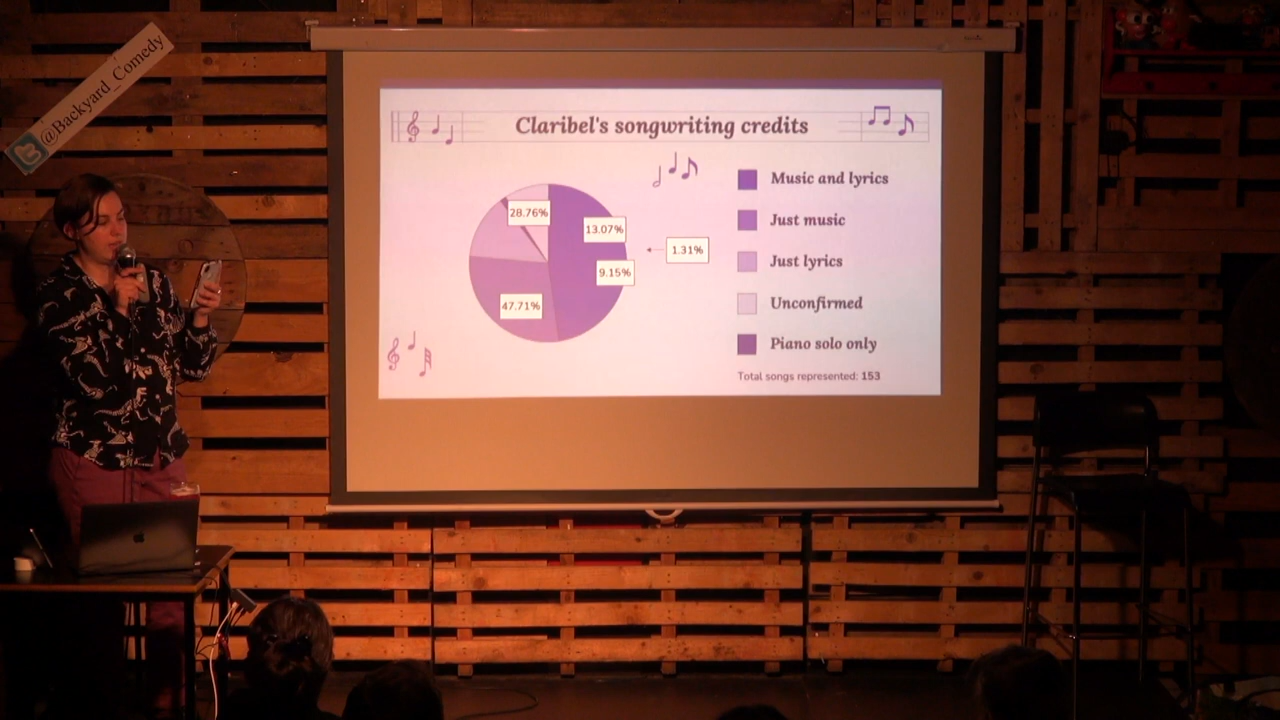 @Backyard_Comedy
Claribel's songwriting credits
28.76%
13.07%
1.31%
9.15%
47.71%
Music and lyrics
Just music
Just lyrics
Unconfirmed
Piano solo only
Total songs represented: 153